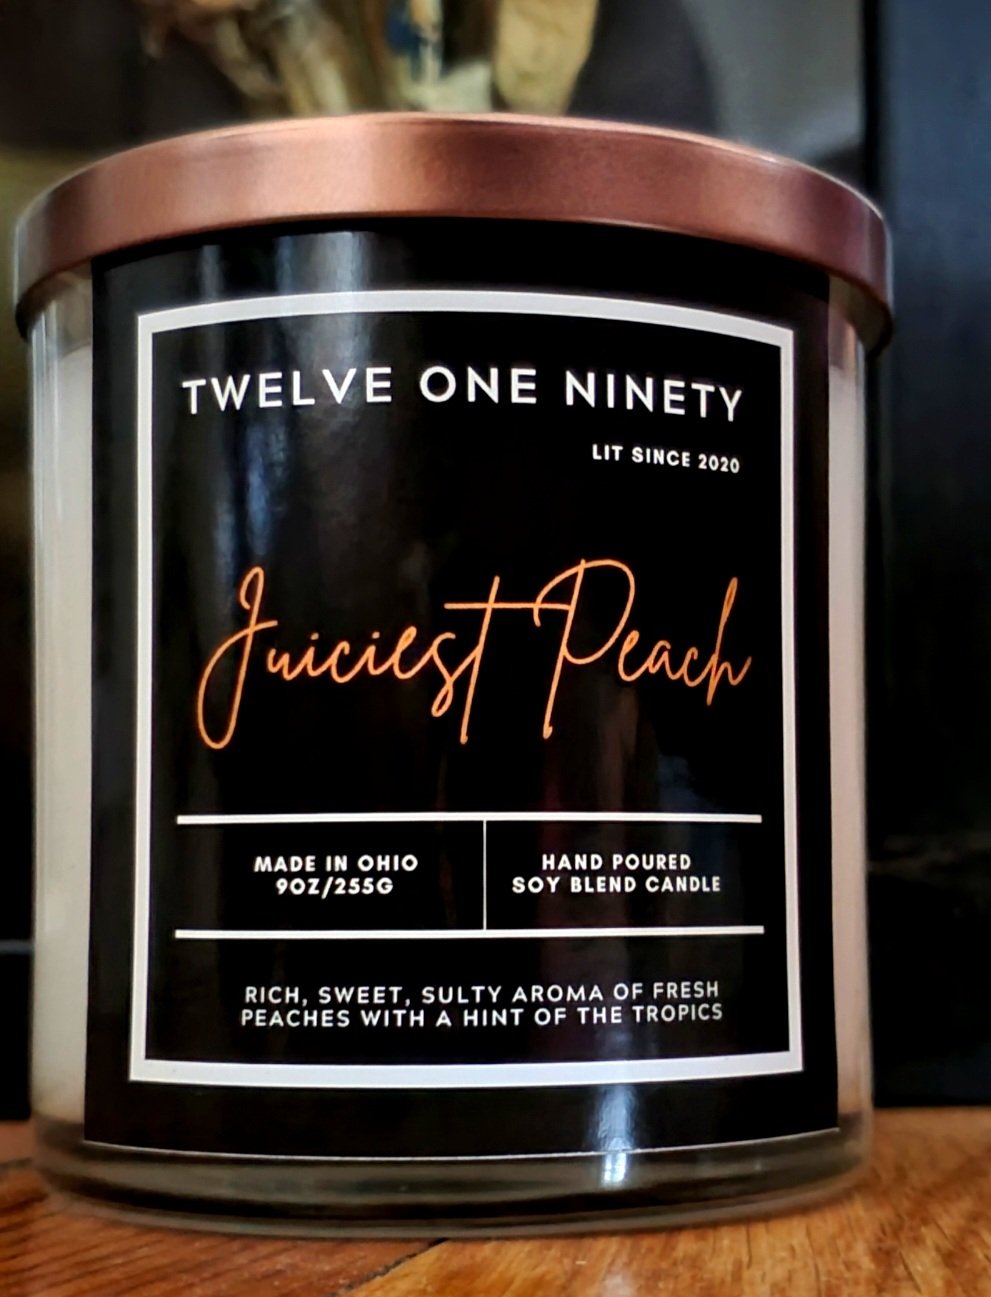 TWELVE ONE NINETY
LIT SINCE 2020
Juiciest Peach
MADE IN OHIO
9OZ/255G
HAND POURED
SOY BLEND CANDLE
RICH, SWEET, SULTY AROMA OF FRESH
PEACHES WITH A HINT OF THE TROPICS